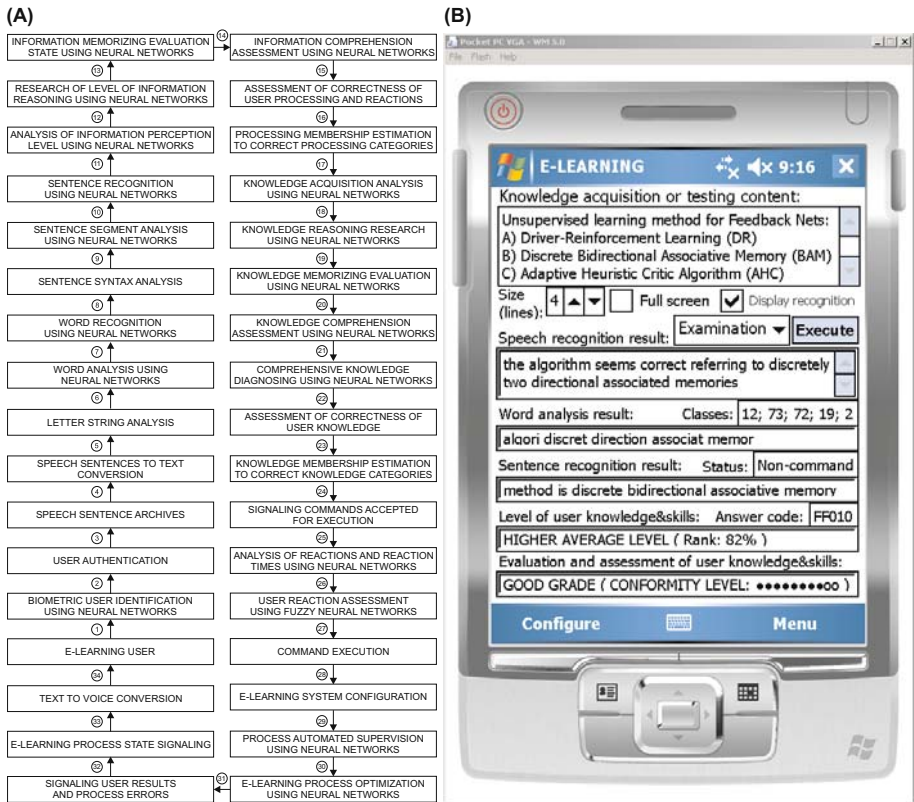 (A)
INFORMATION MEMORIZING EVALUATION
STATE USING NEURAL NETWORKS
13
RESEARCH OF LEVEL OF INFORMATION
REASONING USING NEURAL NETWORKS
12
ANALYSIS OF INFORMATION PERCEPTION
LEVEL USING NEURAL NETWORKS
11
SENTENCE RECOGNITION
USING NEURAL NETWORKS
10
SENTENCE SEGMENT ANALYSIS
USING NEURAL NETWORKS
9
SENTENCE SYNTAX ANALYSIS
8
WORD RECOGNITION
USING NEURAL NETWORKS
7
WORD ANALYSIS USING
NEURAL NETWORKS
6
LETTER STRING ANALYSIS
5
SPEECH SENTENCES TO TEXT
CONVERSION
4
SPEECH SENTENCE ARCHIVES
3
USER AUTHENTICATION
2
BIOMETRIC USER IDENTIFICATION
USING NEURAL NETWORKS
1
E-LEARNING USER
34
TEXT TO VOICE CONVERSION
33
E-LEARNING PROCESS STATE SIGNALING
32
SIGNALING USER RESULTS
AND PROCESS ERRORS
14
INFORMATION COMPREHENSION
ASSESSMENT USING NEURAL NETWORKS
15
ASSESSMENT OF CORRECTNESS OF
USER PROCESSING AND REACTIONS
16
PROCESSING MEMBERSHIP ESTIMATION
TO CORRECT PROCESSING CATEGORIES
17
KNOWLEDGE ACQUISITION ANALYSIS
USING NEURAL NETWORKS
18
KNOWLEDGE REASONING RESEARCH
USING NEURAL NETWORKS
19
KNOWLEDGE MEMORIZING EVALUATION
USING NEURAL NETWORKS
20
KNOWLEDGE COMPREHENSION
ASSESSMENT USING NEURAL NETWORKS
21
COMPREHENSIVE KNOWLEDGE
DIAGNOSING USING NEURAL NETWORKS
22
ASSESSMENT OF CORRECTNESS OF
USER KNOWLEDGE
23
KNOWLEDGE MEMBERSHIP ESTIMATION
TO CORRECT KNOWLEDGE CATEGORIES
24
SIGNALING COMMANDS ACCEPTED
FOR EXECUTION
25
ANALYSIS OF REACTIONS AND REACTION
TIMES USING NEURAL NETWORKS
26
USER REACTION ASSESSMENT
USING FUZZY NEURAL NETWORKS
27
COMMAND EXECUTION
28
E-LEARNING SYSTEM CONFIGURATION
29
PROCESS AUTOMATED SUPERVISION
USING NEURAL NETWORKS
30
31
E-LEARNING PROCESS OPTIMIZATION
USING NEURAL NETWORKS
(B)
Pocket PC VGA - WM 5.0
File Flash Help
E-LEARNING 9:16
Knowledge acquisition or testing content:
Unsupervised learning method for Feedback Nets:
A) Driver-Reinforcement Learning (DR)
B) Discrete Bidirectional Associative Memory (BAM)
C) Adaptive Heuristic Critic Algorithm (AHC)
Size
(lines): 4 Full screen Display recognition
Speech recognition result: Examination Execute
the algorithm seems correct referring to discretely
two directional associated memories
Word analysis result: Classes: 12; 73; 72; 19; 2
algori discret direction associat memor
Sentence recognition result: Status: Non-command
method is discrete bidirectional associative memory
Level of user knowledge&skills: Answer code: FF010
HIGHER AVERAGE LEVEL ( Rank: 82% )
Evaluation and assessment of user knowledge&skills:
GOOD GRADE ( CONFORMITY LEVEL: ●●●●●●●●oo )
Configure Menu